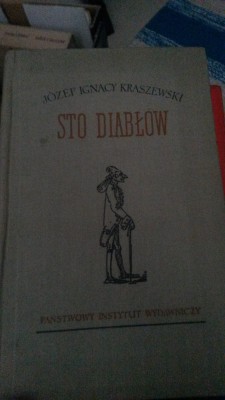 JÓZEF IGNACY KRASZEWSKI
STO DIABŁÓW
PAŃSTWOWY INSTYTUT WYDAWNICZY